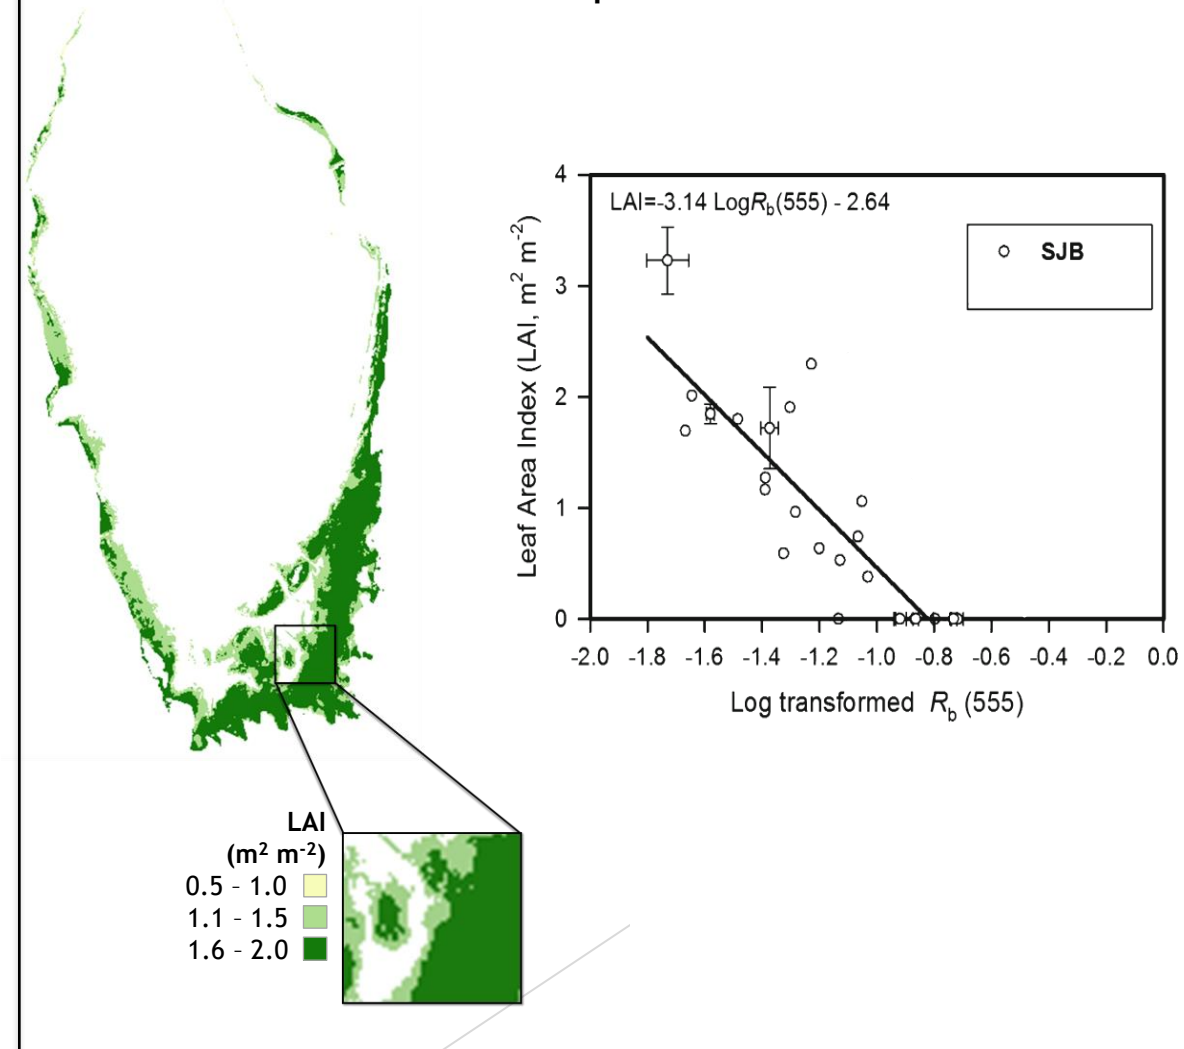 LAI=-3.14 LogRb(555) - 2.64
SJB
Leaf Area Index (LAI, m2 m-2)
4
3
2
1
0
-2.0 -1.8 -1.6 -1.4 -1.2 -1.0 -0.8 -0.6 -0.4 -0.2 0.0
Log transformed Rb (555)
LAI
(m2 m-2)
0.5 - 1.0
1.1 - 1.5
1.6 - 2.0